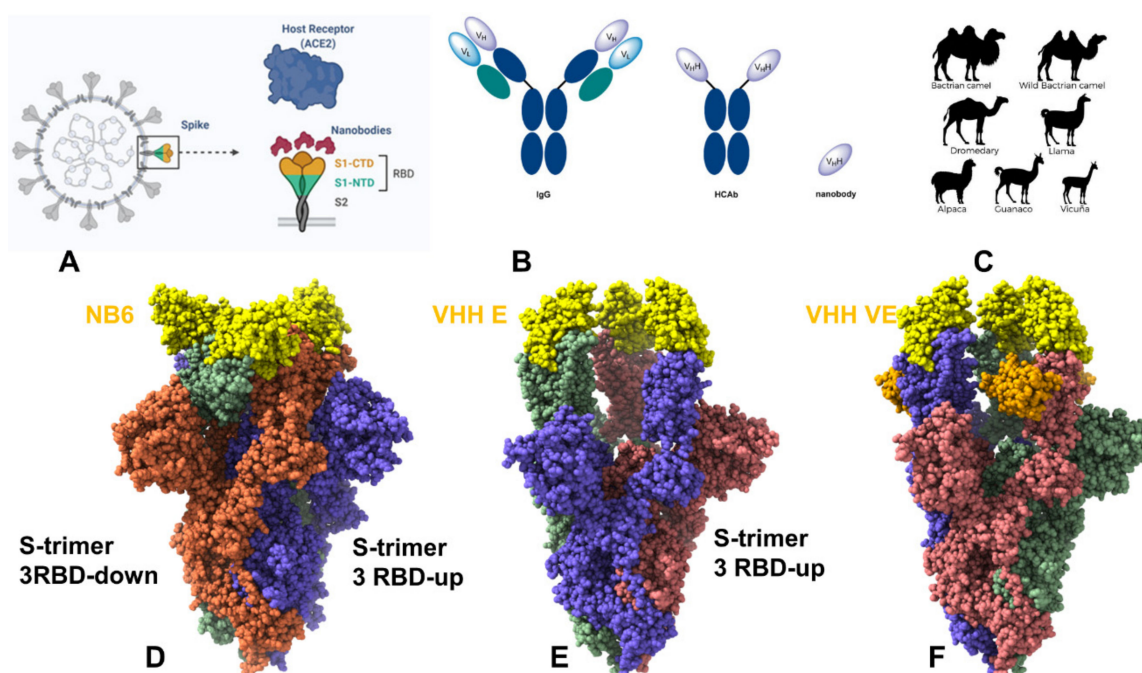 Host Receptor
(ACE2)
Spike
Nanobodies
S1-CTD
S1-NTD
RBD
S2
A
VH
VL
VH
VL
IgG
VHH
VHH
HCAb
VHH
nanobody
B
Bactrian camel
Wild Bactrian camel
Dromedary
Llama
Alpaca
Guanaco
Vicuña
C
NB6
S-trimer
3RBD-down
S-trimer
3 RBD-up
D
VHH E
S-trimer
3 RBD-up
E
VHH VE
F